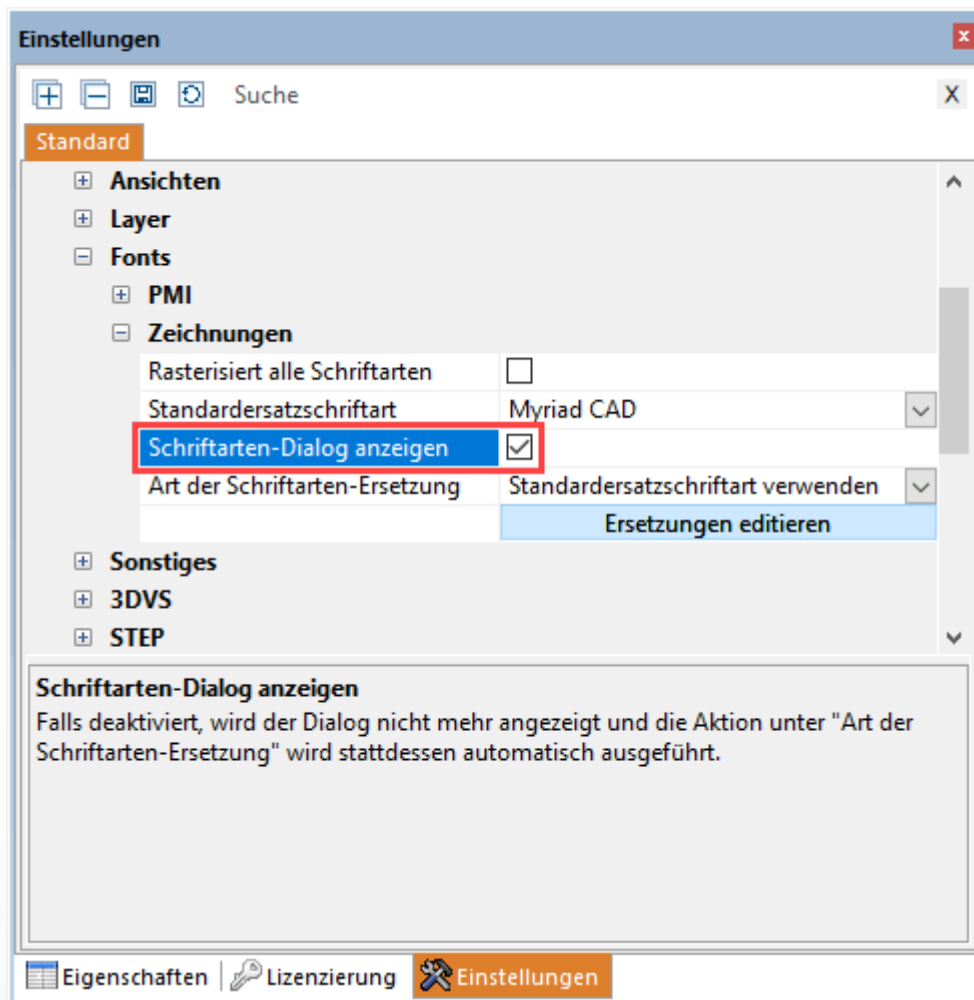 Einstellungen
Suche X
Standard
Ansichten
Layer
Fonts
PMI
Zeichnungen
Rasterisiert alle Schriftarten
Standardersatzschriftart Myriad CAD
Schriftarten-Dialog anzeigen
Art der Schriftarten-Ersetzung Standardersatzschriftart verwenden
Ersetzungen editieren
Sonstiges
3DVS
STEP
Schriftarten-Dialog anzeigen
Falls deaktiviert, wird der Dialog nicht mehr angezeigt und die Aktion unter "Art der
Schriftarten-Ersetzung" wird stattdessen automatisch ausgeführt.
Eigenschaften Lizenzierung Einstellungen